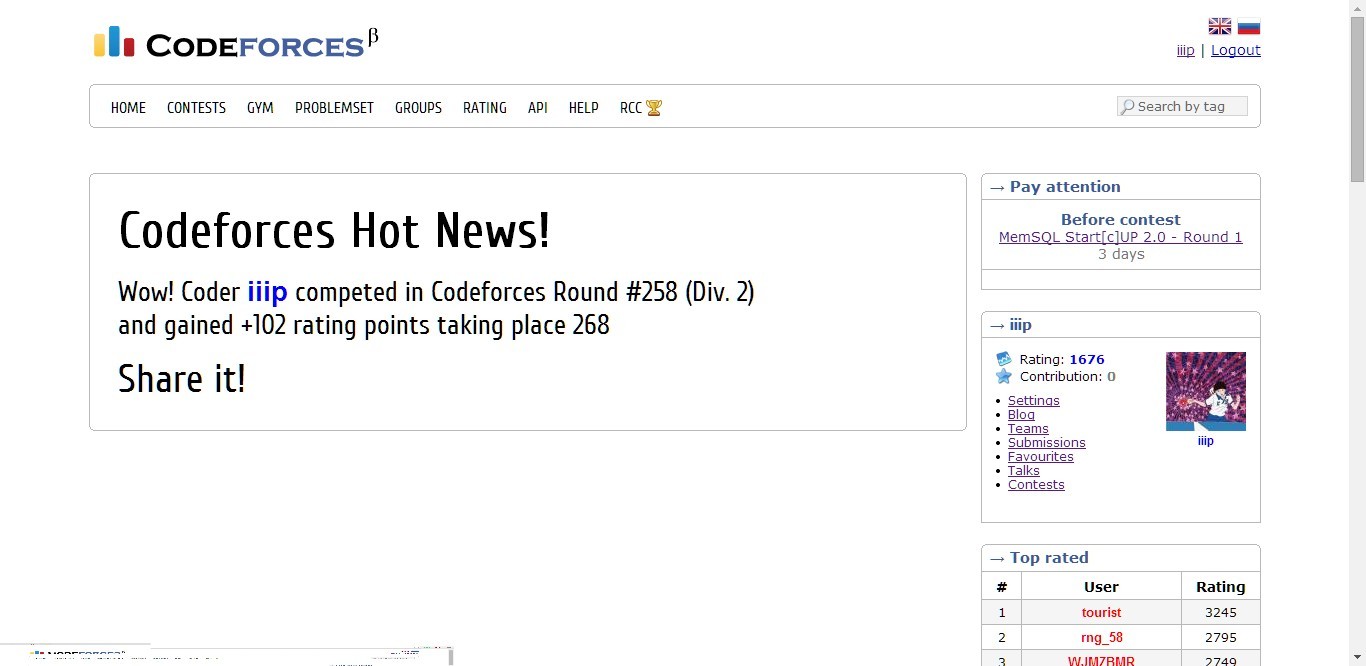 CODEFORCES β
iiip | Logout
HOME CONTESTS GYM PROBLEMSET GROUPS RATING API HELP RCC
Search by tag
Codeforces Hot News!
Wow! Coder iiip competed in Codeforces Round #258 (Div. 2)
and gained +102 rating points taking place 268
Share it!
→ Pay attention
Before contest
MemSQL Start[c]UP 2.0 - Round 1
3 days
→ iiip
Rating: 1676
Contribution: 0
Settings
Blog
Teams
Submissions
Favourites
Talks
Contests
iiip
→ Top rated
# User Rating
1 tourist 3245
2 rng_58 2795
3 WJMZBMR 2749